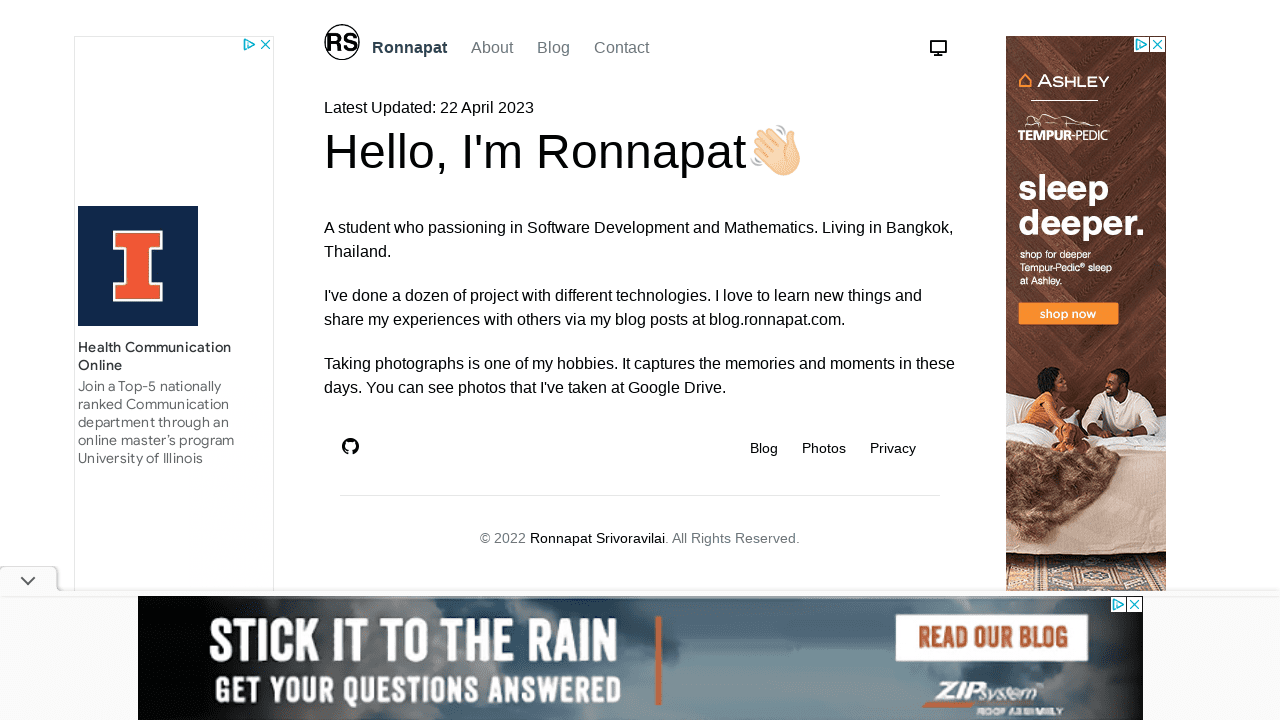 RS Ronnapat About Blog Contact
Latest Updated: 22 April 2023
Hello, I'm Ronnapat
A student who passioning in Software Development and Mathematics. Living in Bangkok,
Thailand.
I've done a dozen of project with different technologies. I love to learn new things and
share my experiences with others via my blog posts at blog.ronnapat.com.
Taking photographs is one of my hobbies. It captures the memories and moments in these
days. You can see photos that I've taken at Google Drive.
Blog Photos Privacy
© 2022 Ronnapat Srivoravilai. All Rights Reserved.
I
Health Communication
Online
Join a Top-5 nationally
ranked Communication
department through an
online master's program
University of Illinois
ASHLEY
TEMPUR-PEDIC
sleep
deeper.
shop for deeper
Tempur-Pedic® sleep
at Ashley.
shop now
STICK IT TO THE RAIN
GET YOUR QUESTIONS ANSWERED
READ OUR BLOG
ZIP System™
ROOF ASSEMBLY